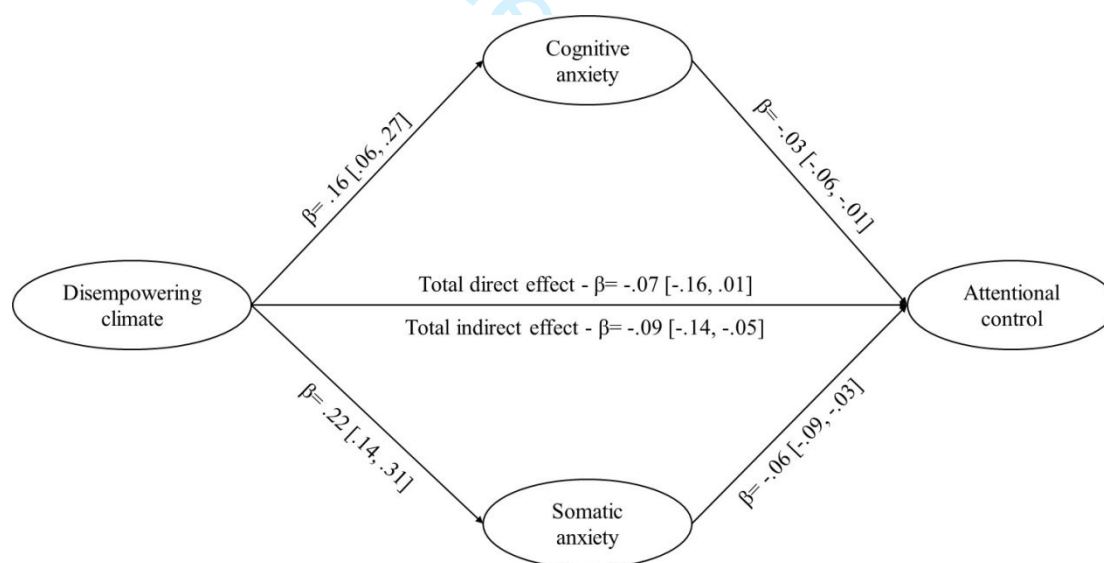 Cognitive
anxiety
β= .16 [.06, .27]
β= -.03 [-.06, -.01]
Disempowering
climate
Total direct effect - β= -.07 [-.16, .01]
Total indirect effect - β= -.09 [-.14, -.05]
Attentional
control
β= .22 [.14, .31]
β= -.06 [-.09, -.03]
Somatic
anxiety